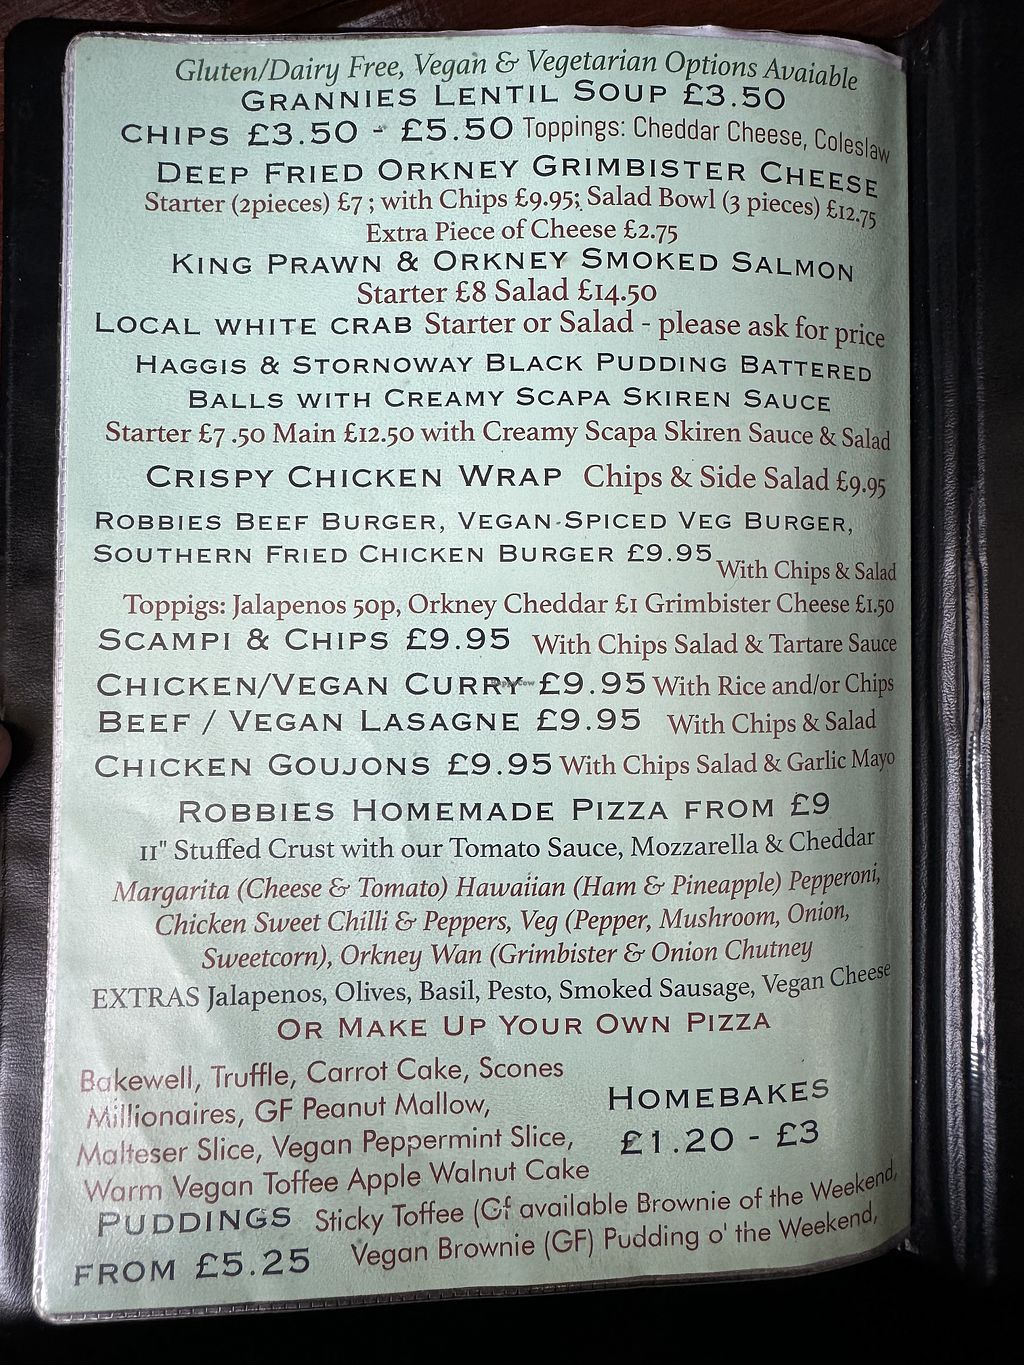 Gluten/Dairy Free, Vegan & Vegetarian Options Avaiable
GRANNIES LENTIL SOUP £3.50
CHIPS £3.50 - £5.50 Toppings: Cheddar Cheese, Coleslaw
DEEP FRIED ORKNEY GRIMBISTER CHEESE
Starter (2pieces) £7 ; with Chips £9.95; Salad Bowl (3 pieces) £12.75
Extra Piece of Cheese £2.75
KING PRAWN & ORKNEY SMOKED SALMON
Starter £8 Salad £14.50
LOCAL WHITE CRAB Starter or Salad - please ask for price
HAGGIS & STORNOWAY BLACK PUDDING BATTERED
BALLS WITH CREAMY SCAPA SKIREN SAUCE
Starter £7 .50 Main £12.50 with Creamy Scapa Skiren Sauce & Salad
CRISPY CHICKEN WRAP Chips & Side Salad £9.95
ROBBIES BEEF BURGER, VEGAN-SPICED VEG BURGER,
SOUTHERN FRIED CHICKEN BURGER £9.95 With Chips & Salad
Toppigs: Jalapenos 50p, Orkney Cheddar £1 Grimbister Cheese £1.50
SCAMPI & CHIPS £9.95 With Chips Salad & Tartare Sauce
CHICKEN/VEGAN CURRY £9.95 With Rice and/or Chips
BEEF / VEGAN LASAGNE £9.95 With Chips & Salad
CHICKEN GOUJONS £9.95 With Chips Salad & Garlic Mayo
ROBBIES HOMEMADE PIZZA FROM £9
11" Stuffed Crust with our Tomato Sauce, Mozzarella & Cheddar
Margarita (Cheese & Tomato) Hawaiian (Ham & Pineapple) Pepperoni,
Chicken Sweet Chilli & Peppers, Veg (Pepper, Mushroom, Onion,
Sweetcorn), Orkney Wan (Grimbister & Onion Chutney
EXTRAS Jalapenos, Olives, Basil, Pesto, Smoked Sausage, Vegan Cheese
OR MAKE UP YOUR OWN PIZZA
Bakewell, Truffle, Carrot Cake, Scones
Millionaires, GF Peanut Mallow,
Malteser Slice, Vegan Peppermint Slice,
Warm Vegan Toffee Apple Walnut Cake
HOMEBAKES
£1.20 - £3
PUDDINGS
FROM £5.25
Sticky Toffee (Gf available Brownie of the Weekend,
Vegan Brownie (GF) Pudding o' the Weekend,